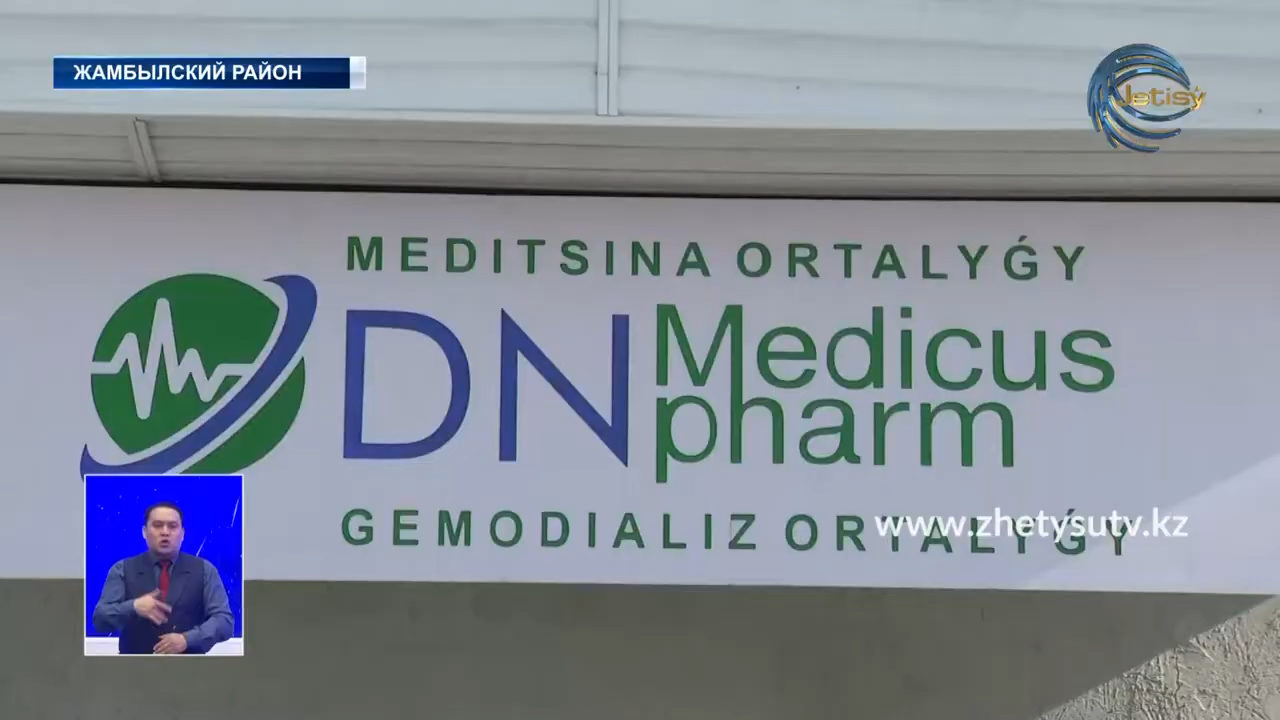 ЖАМБЫЛСКИЙ РАЙОН
Jetisý
MEDITSINA ORTALYǴY
DN Medicus
pharm
GEMODIALIZ ORTALYǴY
www.zhetysutv.kz